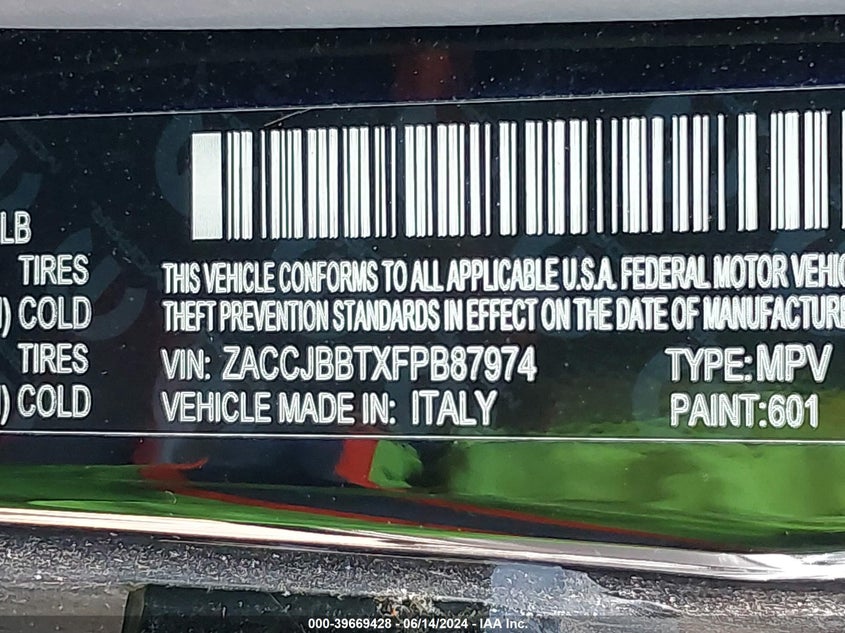 LB
TIRES
) COLD
TIRES
) COLD
THIS VEHICLE CONFORMS TO ALL APPLICABLE U.S.A. FEDERAL MOTOR VEHIC
THEFT PREVENTION STANDARDS IN EFFECT ON THE DATE OF MANUFACTURE
VIN: ZACCJBBTXFPB87974 TYPE: MPV
VEHICLE MADE IN: ITALY PAINT:601
000-39669428 - 06/14/2024 - IAA Inc.